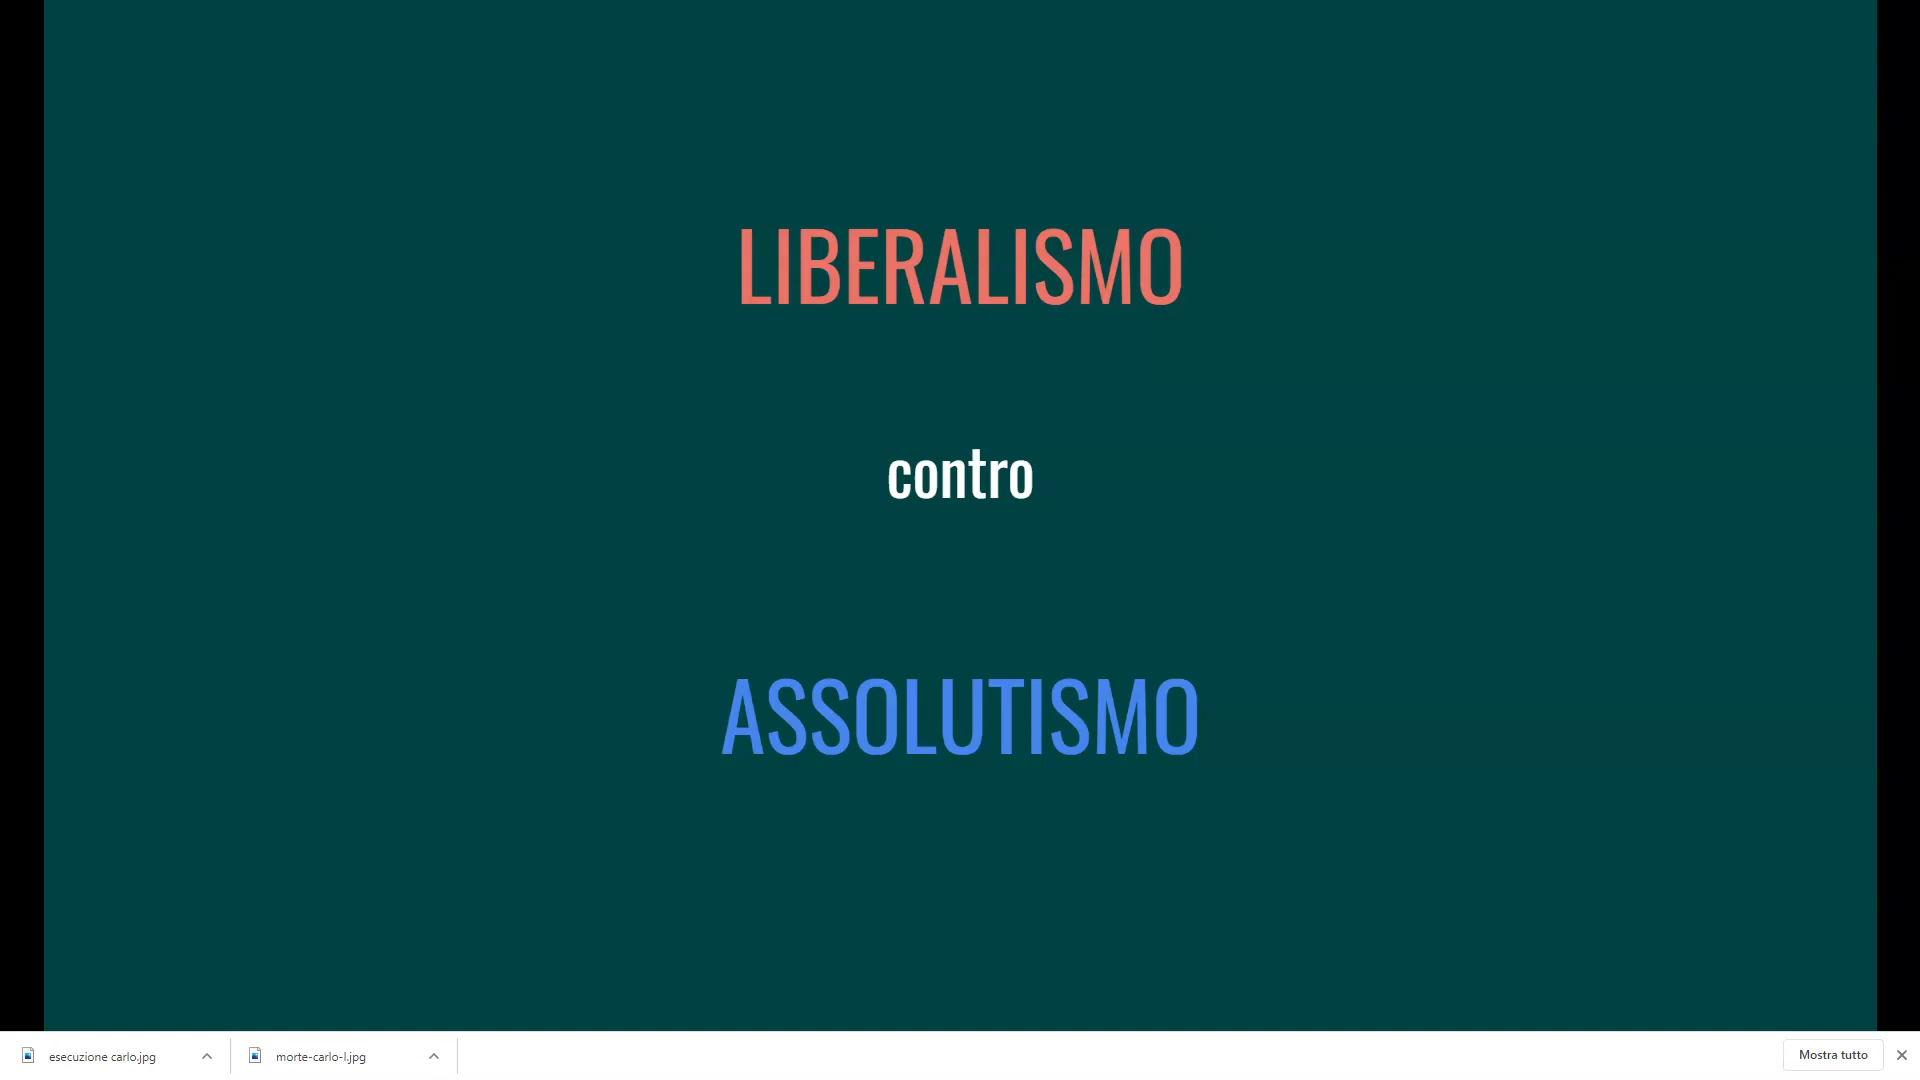 LIBERALISMO
contro
ASSOLUTISMO
esecuzione carlo.jpg
morte-carlo-I.jpg
Mostra tutto